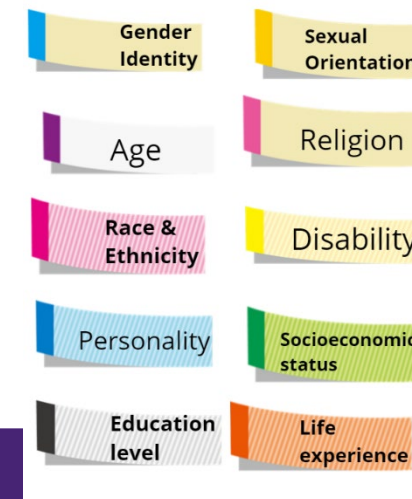 Gender
Identity
Sexual
Orientation
Age
Religion
Race &
Ethnicity
Disability
Personality
Socioeconomic
status
Education
level
Life
experience